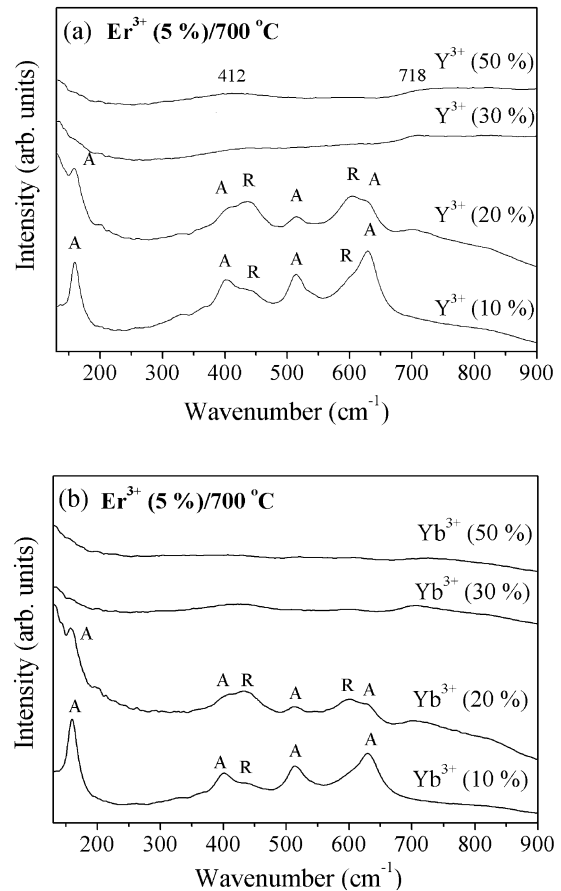 (a) Er³⁺ (5 %)/700 °C
412 718 Y³⁺ (50 %)
Y³⁺ (30 %)
A
A R R A Y³⁺ (20 %)
A A R A R A
Y³⁺ (10 %)
Intensity (arb. units)
200 300 400 500 600 700 800 900
Wavenumber (cm⁻¹)
(b) Er³⁺ (5 %)/700 °C
Yb³⁺ (50 %)
Yb³⁺ (30 %)
A
A R A R A Yb³⁺ (20 %)
A A R A A
Yb³⁺ (10 %)
Intensity (arb. units)
200 300 400 500 600 700 800 900
Wavenumber (cm⁻¹)